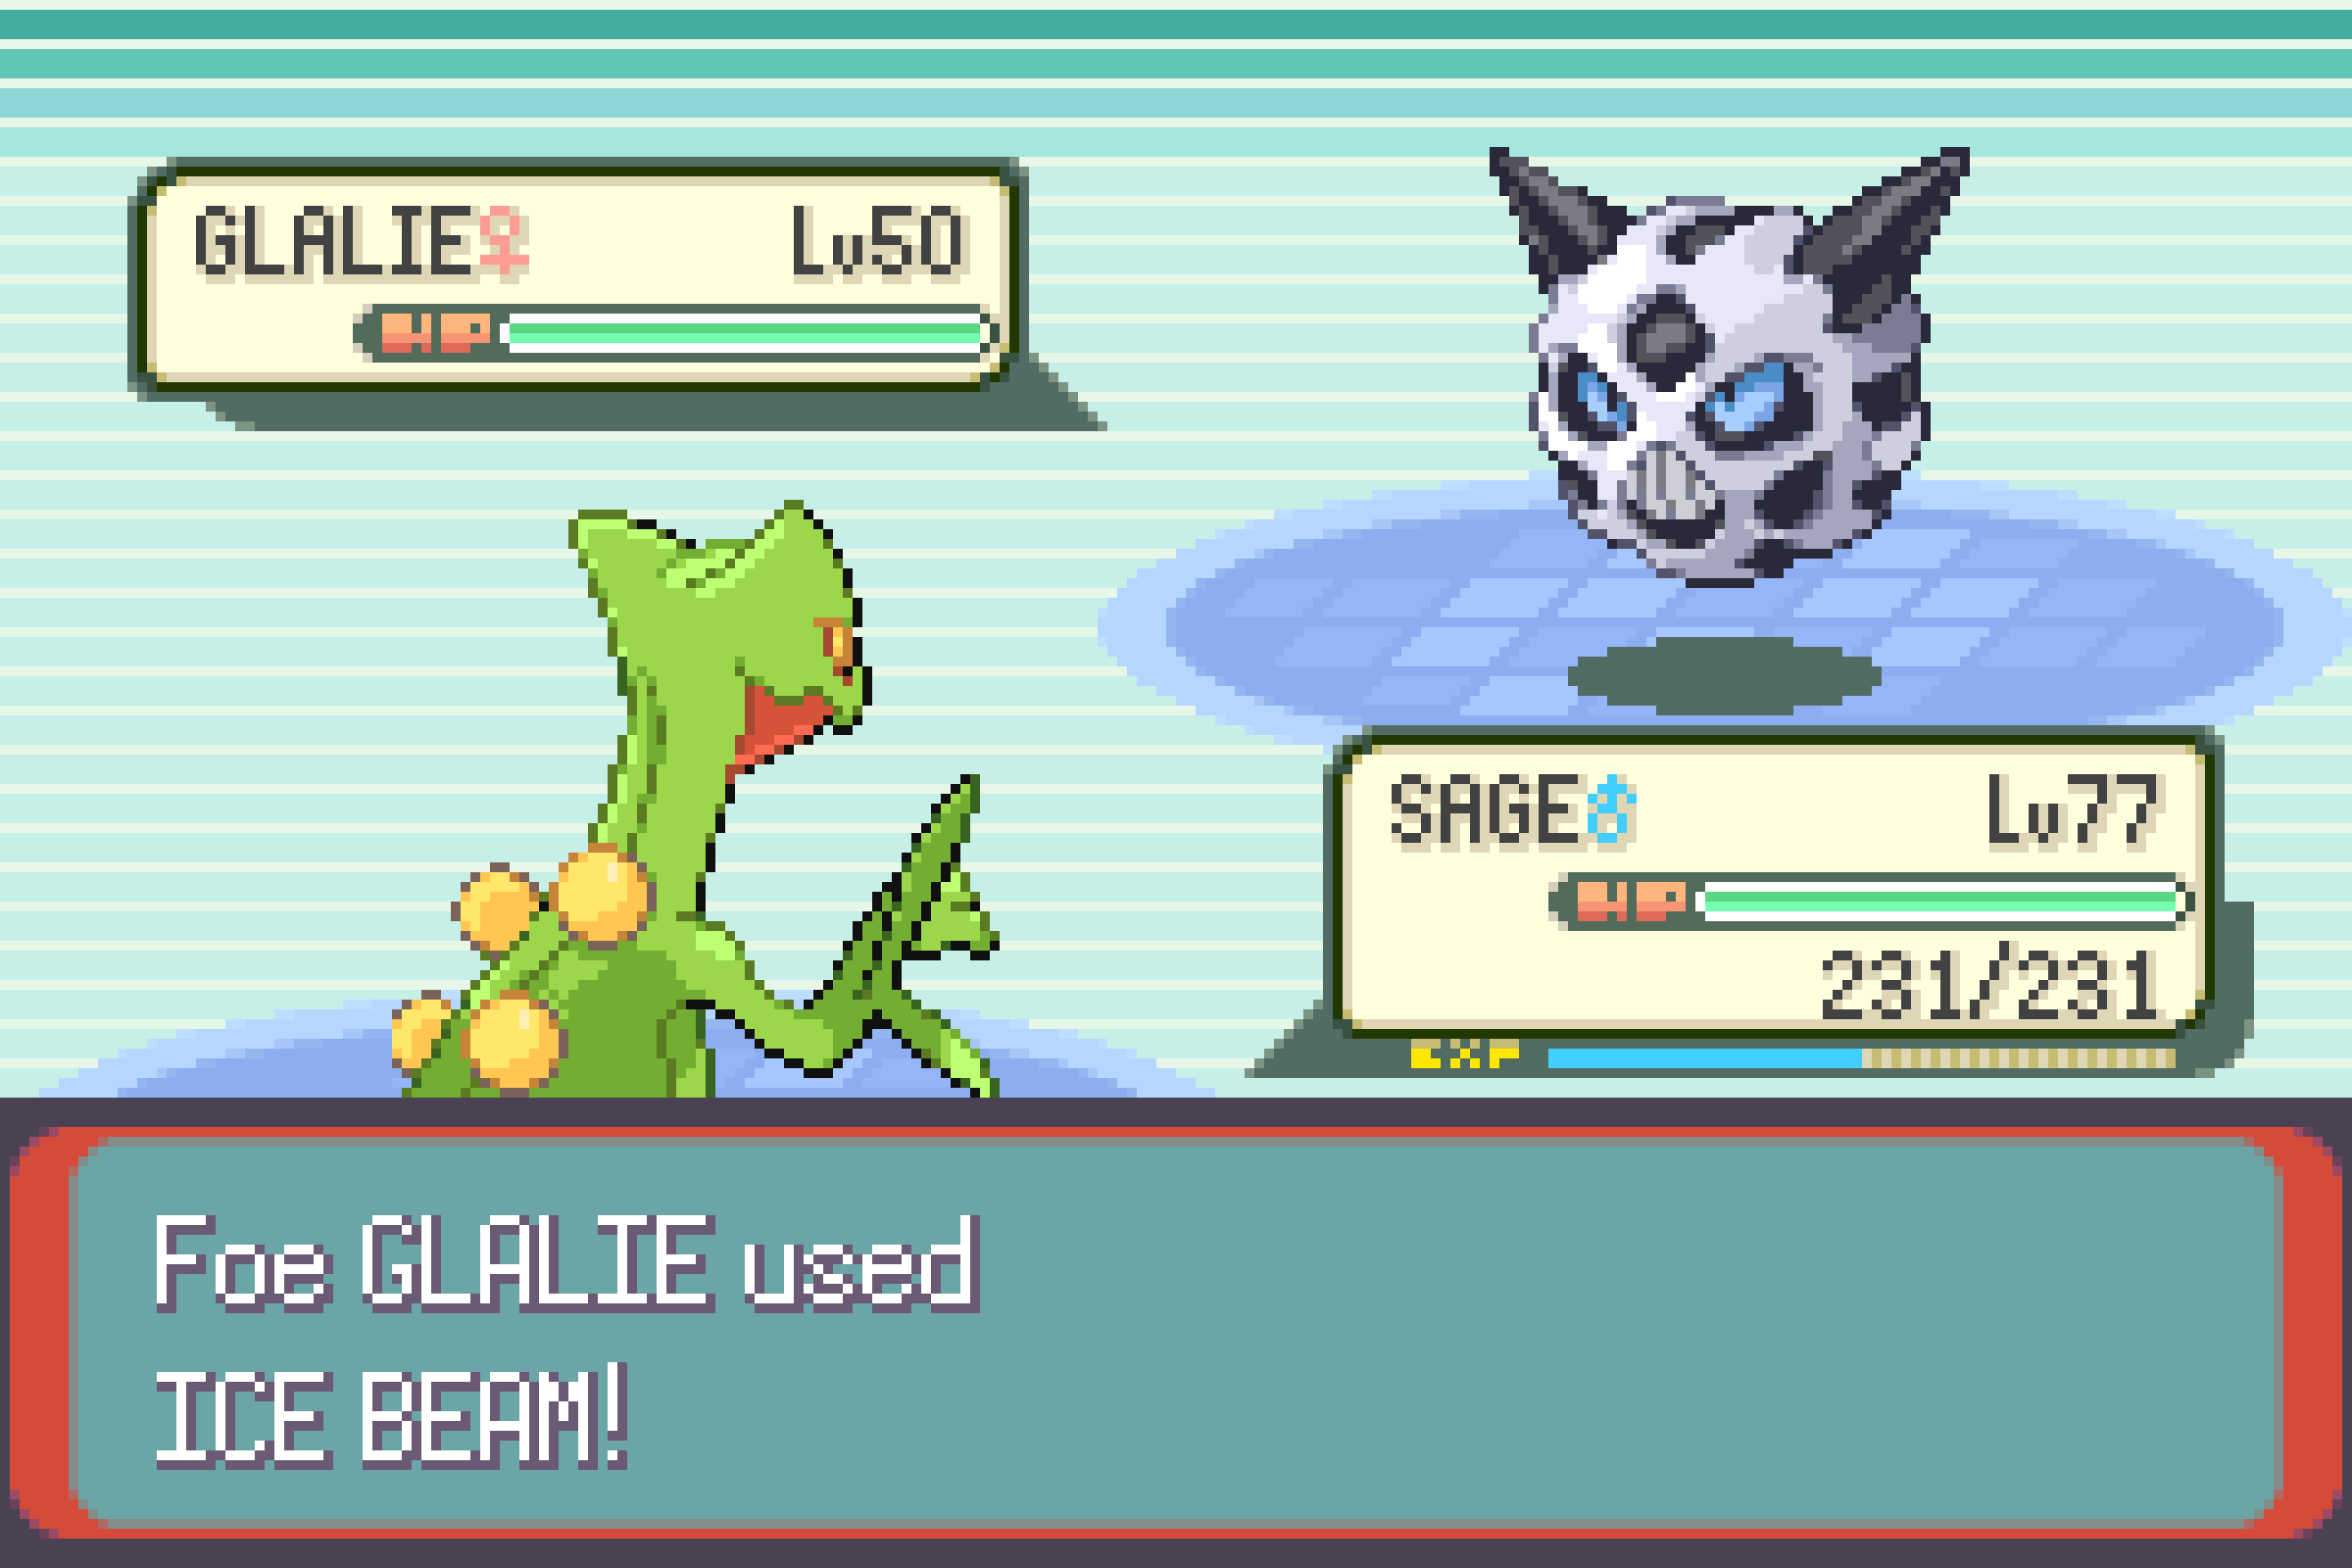 GLALIE♀ Lv50
HP
SAGE♂ Lv77
HP
231/231
EXP
Foe GLALIE used
ICE BEAM!